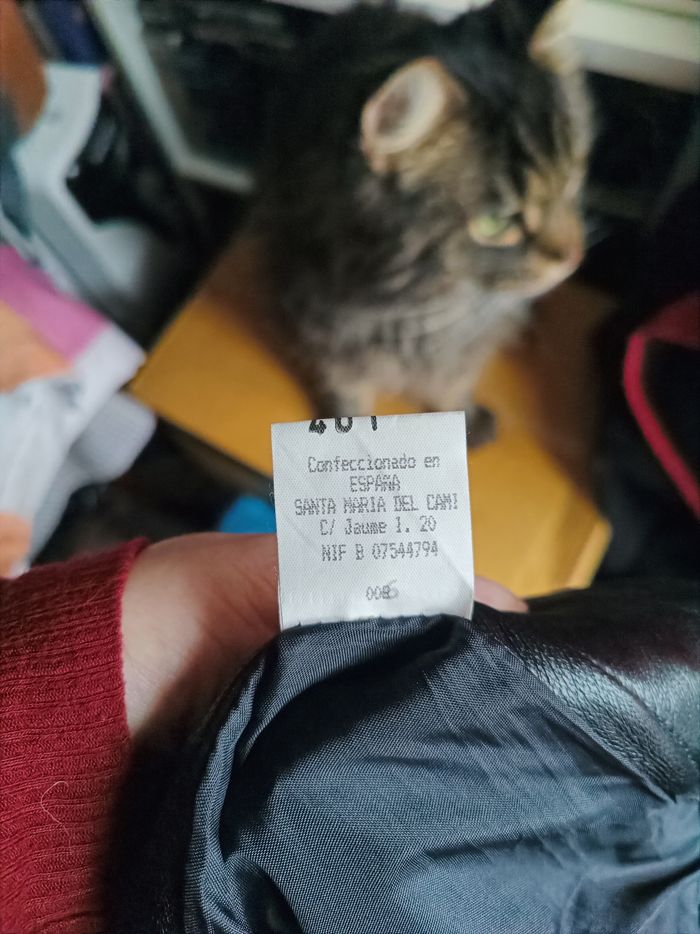 Confeccionado en
ESPAÑA
SANTA MARIA DEL CAMI
C/ Jaume I. 20
NIF B 07544794